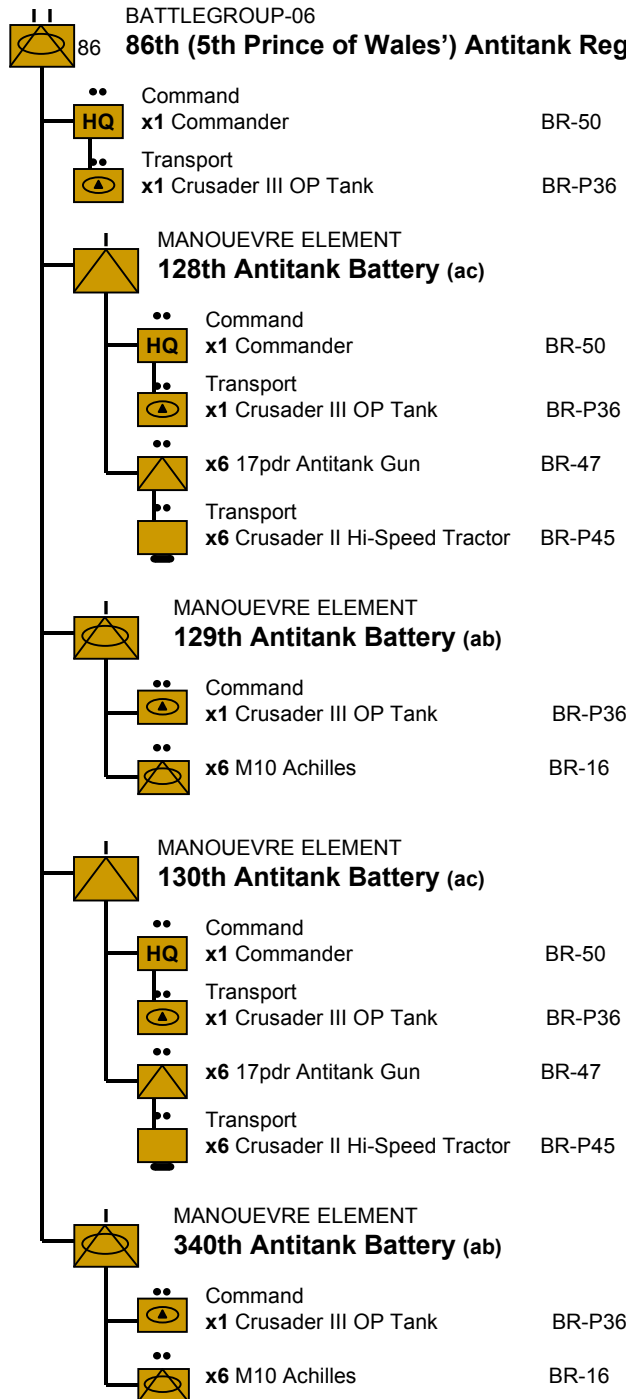 BATTLEGROUP-06
86 86th (5th Prince of Wales’) Antitank Reg
Command
HQ x1 Commander BR-50
Transport
x1 Crusader III OP Tank BR-P36
MANOUEVRE ELEMENT
128th Antitank Battery (ac)
Command
HQ x1 Commander BR-50
Transport
x1 Crusader III OP Tank BR-P36
x6 17pdr Antitank Gun BR-47
Transport
x6 Crusader II Hi-Speed Tractor BR-P45
MANOUEVRE ELEMENT
129th Antitank Battery (ab)
Command
x1 Crusader III OP Tank BR-P36
x6 M10 Achilles BR-16
MANOUEVRE ELEMENT
130th Antitank Battery (ac)
Command
HQ x1 Commander BR-50
Transport
x1 Crusader III OP Tank BR-P36
x6 17pdr Antitank Gun BR-47
Transport
x6 Crusader II Hi-Speed Tractor BR-P45
MANOUEVRE ELEMENT
340th Antitank Battery (ab)
Command
x1 Crusader III OP Tank BR-P36
x6 M10 Achilles BR-16